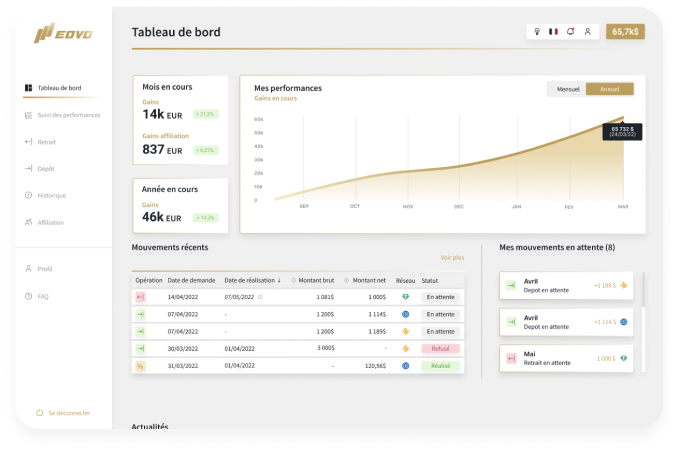 EOVO
Tableau de bord
65,7k$
Tableau de bord
Suivi des performances
Retrait
Dépôt
Historique
Affiliation
Profil
FAQ
Se déconnecter
Mois en cours
Gains
14k EUR
+ 21,3%
Gains affiliation
837 EUR
+ 6,25%
Année en cours
Gains
46k EUR
+ 14,3%
Mes performances
Gains en cours
Mensuel
Annuel
60k
50k
40k
30k
20k
10k
0
SEP
OCT
NOV
DEC
JAN
FEV
MAR
65 732 $
(24/03/22)
Mouvements récents
Voir plus
Opération Date de demande Date de réalisation ↓ Montant brut Montant net Réseau Statut
14/04/2022 07/05/2022 1 081$ 1 000$ En attente
07/04/2022 - 1 200$ 1 114$ En attente
07/04/2022 - 1 200$ 1 189$ En attente
30/03/2022 01/04/2022 3 000$ - Refusé
% 31/03/2022 01/04/2022 - 120,56$ Réalisé
Mes mouvements en attente (8)
Avril
Depot en attente
+1 189 $
Avril
Depot en attente
+1 114 $
Mai
Retrait en attente
1 000 $
Actualités